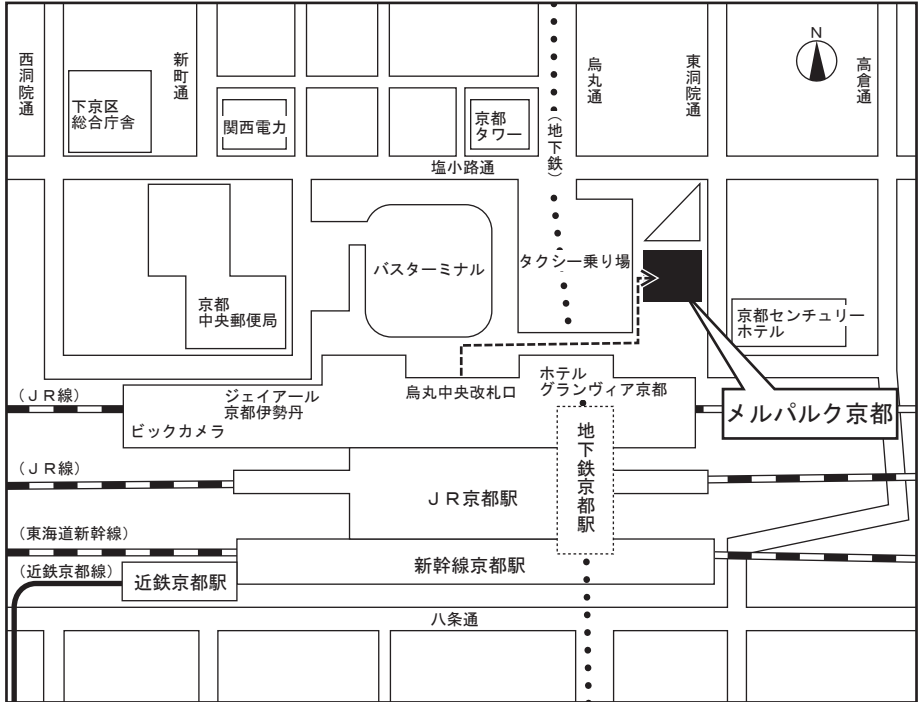 西洞院通
新町通
烏丸通
東洞院通
N
高倉通
下京区
総合庁舎
関西電力
京都
タワー
（地下鉄）
塩小路通
バスターミナル
タクシー乗り場
京都
中央郵便局
京都センチュリー
ホテル
（ＪＲ線）
ジェイアール
京都伊勢丹
烏丸中央改札口
ホテル
グランヴィア京都
メルパルク京都
ビックカメラ
地下鉄京都駅
（ＪＲ線）
ＪＲ京都駅
（東海道新幹線）
新幹線京都駅
（近鉄京都線）
近鉄京都駅
八条通